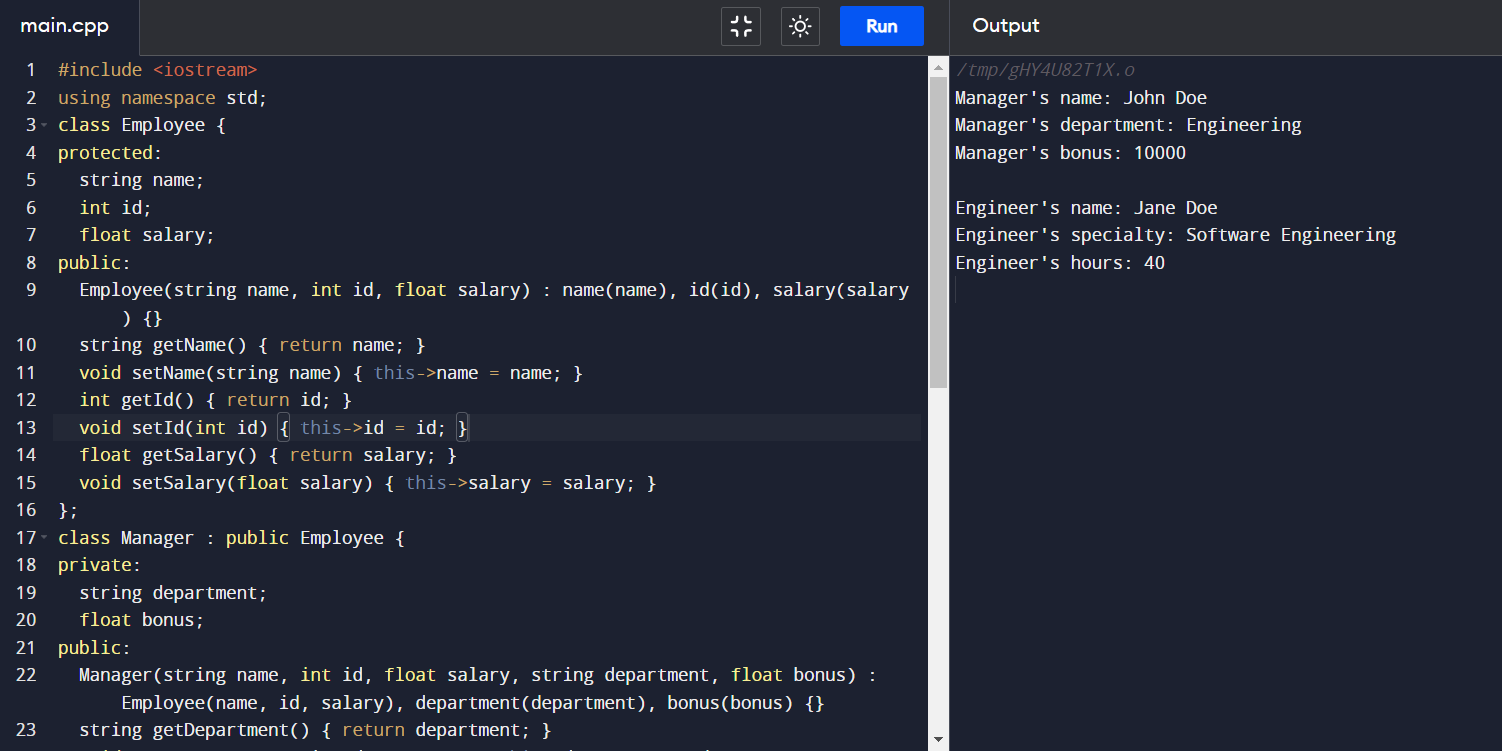 main.cpp
Run
Output
1 #include <iostream>
2 using namespace std;
3 class Employee {
4 protected:
5 string name;
6 int id;
7 float salary;
8 public:
9 Employee(string name, int id, float salary) : name(name), id(id), salary(salary
) {}
10 string getName() { return name; }
11 void setName(string name) { this->name = name; }
12 int getId() { return id; }
13 void setId(int id) { this->id = id; }
14 float getSalary() { return salary; }
15 void setSalary(float salary) { this->salary = salary; }
16 };
17 class Manager : public Employee {
18 private:
19 string department;
20 float bonus;
21 public:
22 Manager(string name, int id, float salary, string department, float bonus) :
Employee(name, id, salary), department(department), bonus(bonus) {}
23 string getDepartment() { return department; }
/tmp/gHY4U82T1X.o
Manager's name: John Doe
Manager's department: Engineering
Manager's bonus: 10000
Engineer's name: Jane Doe
Engineer's specialty: Software Engineering
Engineer's hours: 40